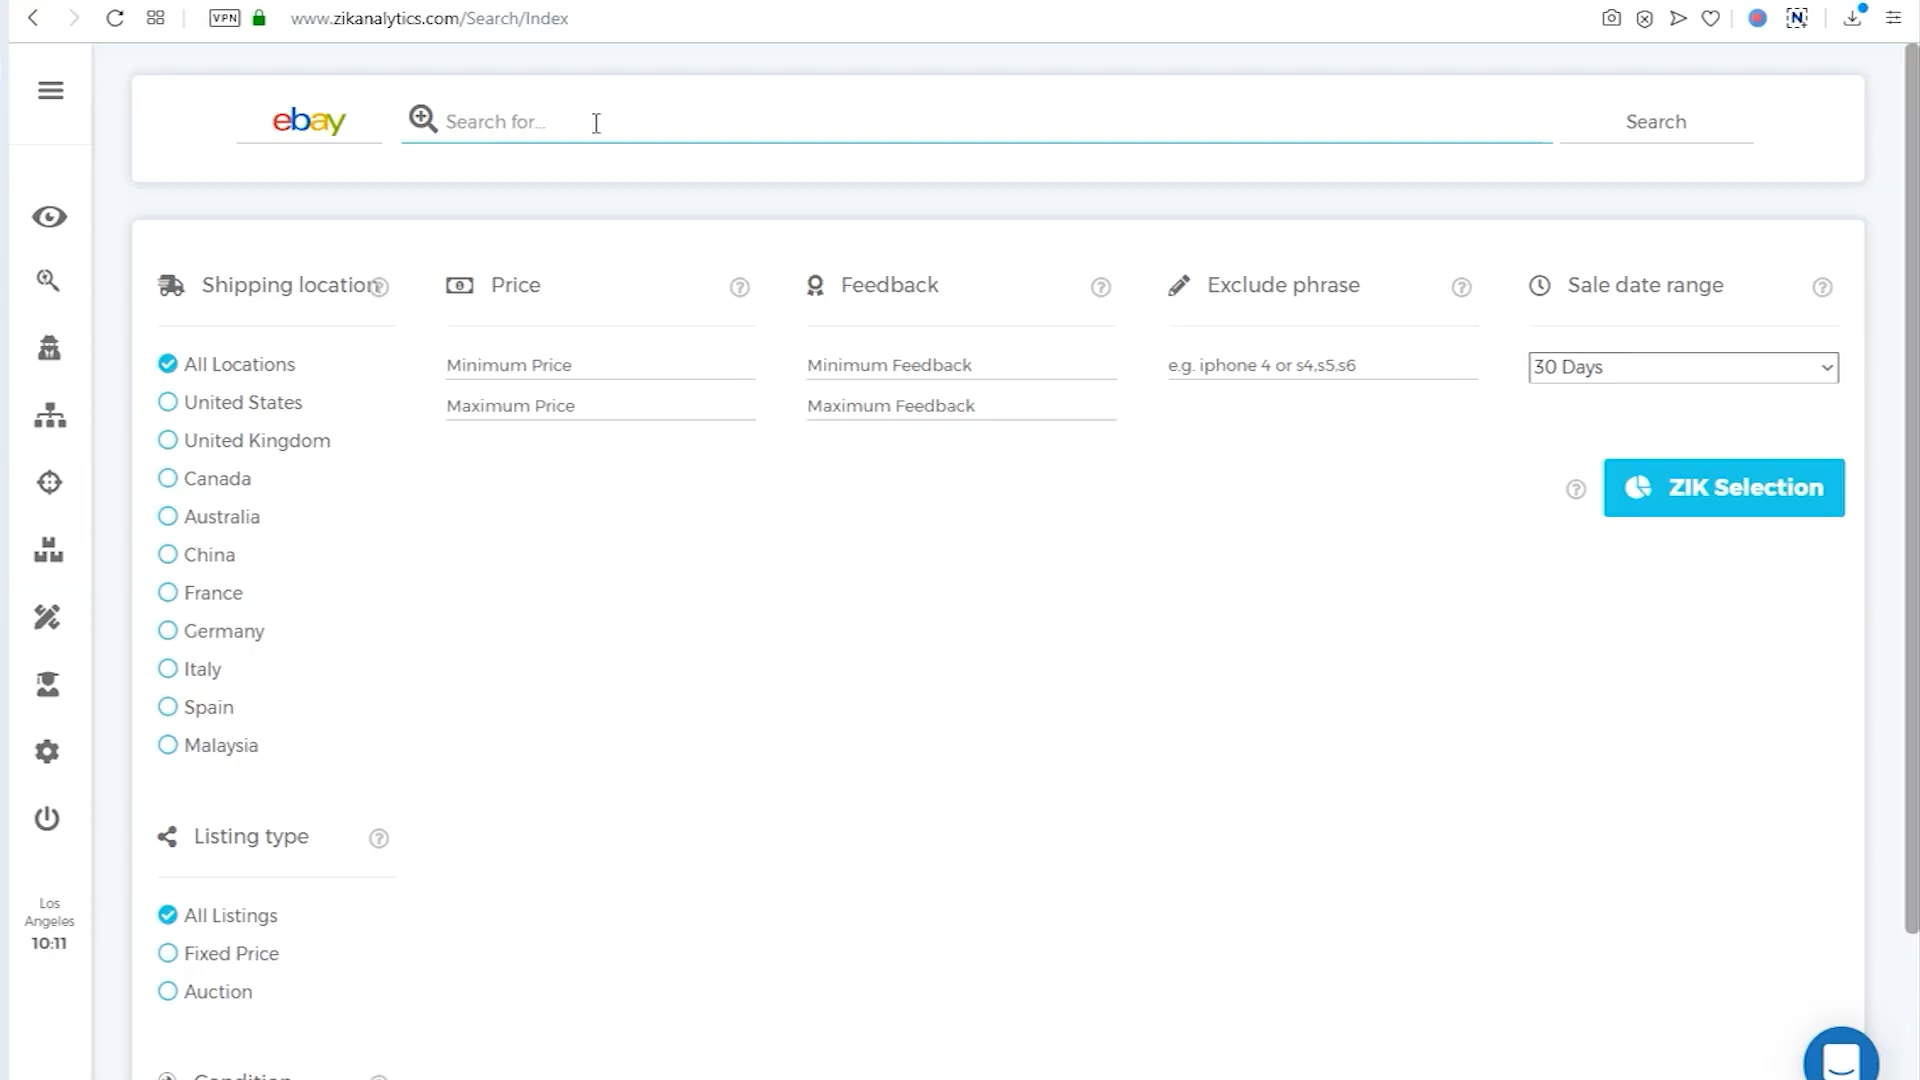 VPN
www.zikanalytics.com/Search/Index
N
ebay
Search for...
Search
Shipping location
Price
Feedback
Exclude phrase
Sale date range
All Locations
Minimum Price
Minimum Feedback
e.g. iphone 4 or s4,s5,s6
30 Days
United States
Maximum Price
Maximum Feedback
United Kingdom
Canada
ZIK Selection
Australia
China
France
Germany
Italy
Spain
Malaysia
Listing type
All Listings
Fixed Price
Auction
Los
Angeles
10:11
Condition